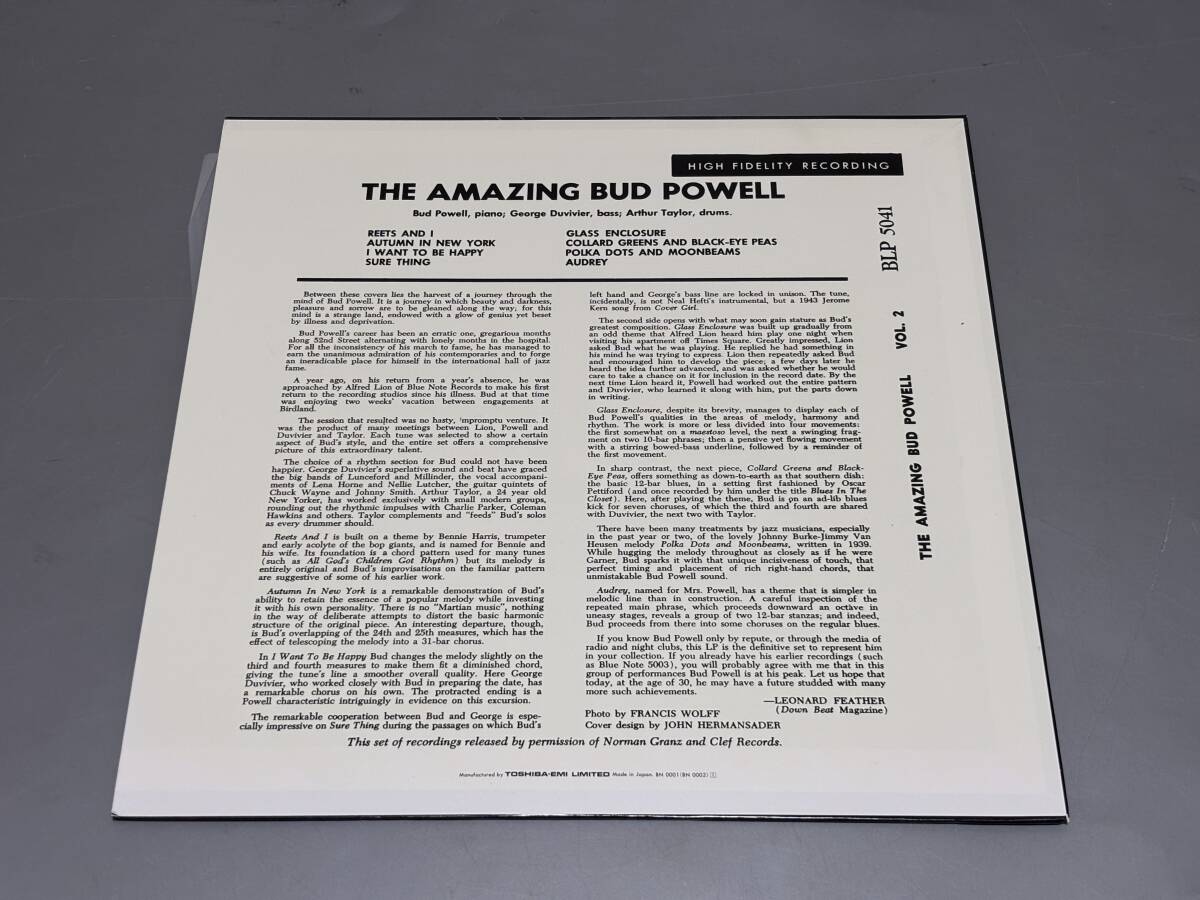 HIGH FIDELITY RECORDING
THE AMAZING BUD POWELL
Bud Powell, piano; George Duvivier, bass; Arthur Taylor, drums.
REETS AND I
AUTUMN IN NEW YORK
I WANT TO BE HAPPY
SURE THING
GLASS ENCLOSURE
COLLARD GREENS AND BLACK-EYE PEAS
POLKA DOTS AND MOONBEAMS
AUDREY
Between these covers lies the harvest of a journey through the
mind of Bud Powell. It is a journey in which beauty and darkness,
pleasure and sorrow are to be gleaned along the way; for this
mind is a strange land, endowed with a glow of genius yet beset
by illness and deprivation.
Bud Powell's career has been an erratic one, gregarious months
along 52nd Street alternating with lonely months in the hospital.
For all the inconsistency of his march to fame, he has managed to
earn the unanimous admiration of his contemporaries and to forge
an ineradicable place for himself in the international hall of jazz
fame.
A year ago, on his return from a year's absence, he was
approached by Alfred Lion of Blue Note Records to make his first
return to the recording studios since his illness. Bud at that time
was enjoying two weeks' vacation between engagements at
Birdland.
The session that resulted was no hasty, impromptu venture. It
was the product of many meetings between Lion, Powell and
Duvivier and Taylor. Each tune was selected to show a certain
aspect of Bud's style, and the entire set offers a comprehensive
picture of this extraordinary talent.
The choice of a rhythm section for Bud could not have been
happier. George Duvivier's superlative sound and beat have graced
the big bands of Lunceford and Millinder, the vocal accompani-
ments of Lena Horne and Nellie Lutcher, the guitar quintets of
Chuck Wayne and Johnny Smith. Arthur Taylor, a 24 year old
New Yorker, has worked exclusively with small modern groups,
rounding out the rhythmic impulses with Charlie Parker, Coleman
Hawkins and others. Taylor complements and "feeds" Bud's solos
as every drummer should.
Reets And I is built on a theme by Bennie Harris, trumpeter
and early acolyte of the bop giants, and is named for Bennie and
his wife. Its foundation is a chord pattern used for many tunes
(such as All God's Children Got Rhythm) but its melody is
entirely original and Bud's improvisations on the familiar pattern
are suggestive of some of his earlier work.
Autumn In New York is a remarkable demonstration of Bud's
ability to retain the essence of a popular melody while investing
it with his own personality. There is no "Martian music", nothing
in the way of deliberate attempts to distort the basic harmonic
structure of the original piece. An interesting departure, though,
is Bud's overlapping of the 24th and 25th measures, which has the
effect of telescoping the melody into a 31-bar chorus.
In I Want To Be Happy Bud changes the melody slightly on the
third and fourth measures to make them fit a diminished chord,
giving the tune's line a smoother overall quality. Here George
Duvivier, who worked closely with Bud in preparing the date, has
a remarkable chorus on his own. The protracted ending is a
Powell characteristic intriguingly in evidence on this excursion.
The remarkable cooperation between Bud and George is espe-
cially impressive on Sure Thing during the passages on which Bud's
left hand and George's bass line are locked in unison. The tune,
incidentally, is not Neal Hefti's instrumental, but a 1943 Jerome
Kern song from Cover Girl.
The second side opens with what may soon gain stature as Bud's
greatest composition. Glass Enclosure was built up gradually from
an odd theme that Alfred Lion heard him play one night when
visiting his apartment off Times Square. Greatly impressed, Lion
asked Bud what he was playing. He replied he had something in
his mind he was trying to express. Lion then repeatedly asked Bud
and encouraged him to develop the piece; a few days later he
heard the idea further advanced, and was asked whether he would
care to take a chance on it for inclusion in the record date. By the
next time Lion heard it, Powell had worked out the entire pattern
and Duvivier, who learned it along with him, put the parts down
in writing.
Glass Enclosure, despite its brevity, manages to display each of
Bud Powell's qualities in the areas of melody, harmony and
rhythm. The work is more or less divided into four movements:
the first somewhat on a maestoso level, the next a swinging frag-
ment on two 10-bar phrases; then a pensive yet flowing movement
with a stirring bowed-bass underline, followed by a reminder of
the first movement.
In sharp contrast, the next piece, Collard Greens and Black-
Eye Peas, offers something as down-to-earth as that southern dish:
the basic 12-bar blues, in a setting first fashioned by Oscar
Pettiford (and once recorded by him under the title Blues In The
Closet). Here, after playing the theme, Bud is on an ad-lib blues
kick for seven choruses, of which the third and fourth are shared
with Duvivier, the next two with Taylor.
There have been many treatments by jazz musicians, especially
in the past year or two, of the lovely Johnny Burke-Jimmy Van
Heusen melody Polka Dots and Moonbeams, written in 1939.
While hugging the melody throughout as closely as if he were
Garner, Bud sparks it with that unique incisiveness of touch, that
perfect timing and placement of rich right-hand chords, that
unmistakable Bud Powell sound.
Audrey, named for Mrs. Powell, has a theme that is simpler in
melodic line than in construction. A careful inspection of the
repeated main phrase, which proceeds downward an octave in
uneasy stages, reveals a group of two 12-bar stanzas; and indeed,
Bud proceeds from there into some choruses on the regular blues.
If you know Bud Powell only by repute, or through the media of
radio and night clubs, this LP is the definitive set to represent him
in your collection. If you already have his earlier recordings (such
as Blue Note 5003), you will probably agree with me that in this
group of performances Bud Powell is at his peak. Let us hope that
today, at the age of 30, he may have a future studded with many
more such achievements.
—LEONARD FEATHER
(Down Beat Magazine)
Photo by FRANCIS WOLFF
Cover design by JOHN HERMANSADER
This set of recordings released by permission of Norman Granz and Clef Records.
Manufactured by TOSHIBA-EMI LIMITED Made in Japan. BN 0001 (BN 0002)
BLP 5041
THE AMAZING BUD POWELL VOL. 2